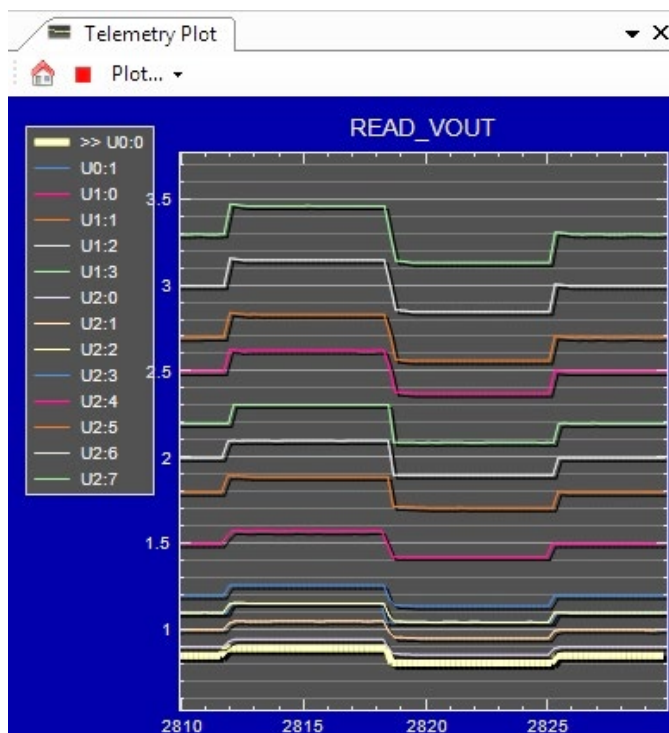 Telemetry Plot
Plot...
READ_VOUT
>> U0:0
U0:1
U1:0
U1:1
U1:2
U1:3
U2:0
U2:1
U2:2
U2:3
U2:4
U2:5
U2:6
U2:7
3.5
3
2.5
2
1.5
1
2810 2815 2820 2825